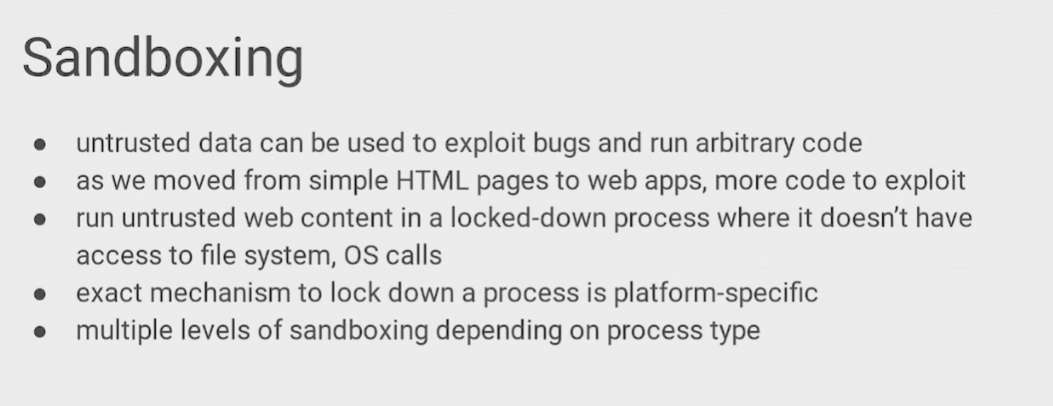 Sandboxing
● untrusted data can be used to exploit bugs and run arbitrary code
● as we moved from simple HTML pages to web apps, more code to exploit
● run untrusted web content in a locked-down process where it doesn’t have
access to file system, OS calls
● exact mechanism to lock down a process is platform-specific
● multiple levels of sandboxing depending on process type